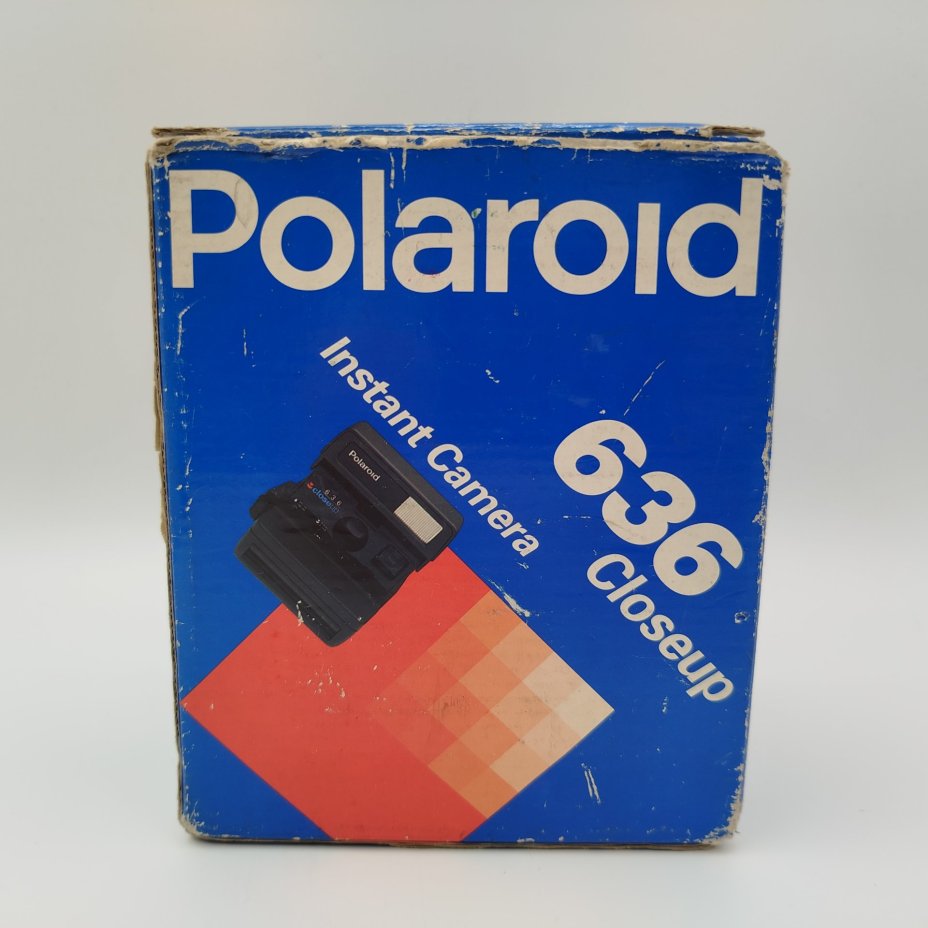 Polaroid
Instant Camera
636
Closeup
Polaroid
636
closeup